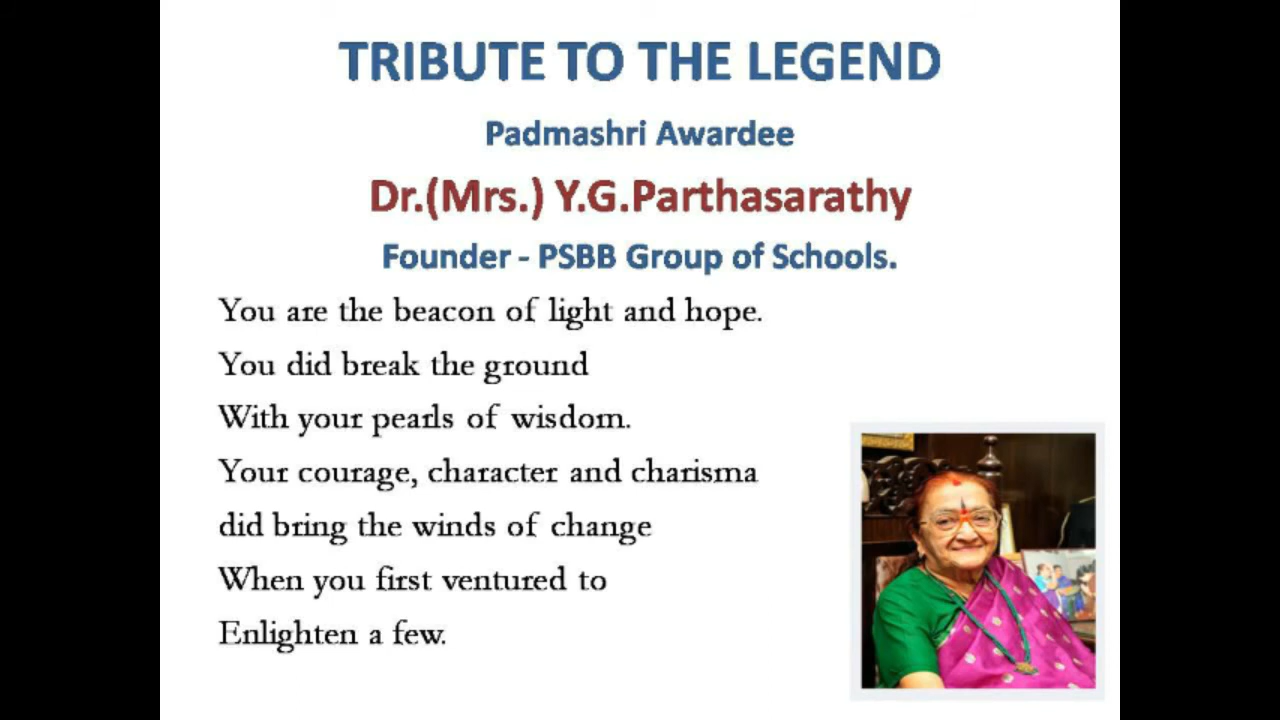 TRIBUTE TO THE LEGEND
Padmashri Awardee
Dr.(Mrs.) Y.G.Parthasarathy
Founder - PSBB Group of Schools.
You are the beacon of light and hope.
You did break the ground
With your pearls of wisdom.
Your courage, character and charisma
did bring the winds of change
When you first ventured to
Enlighten a few.